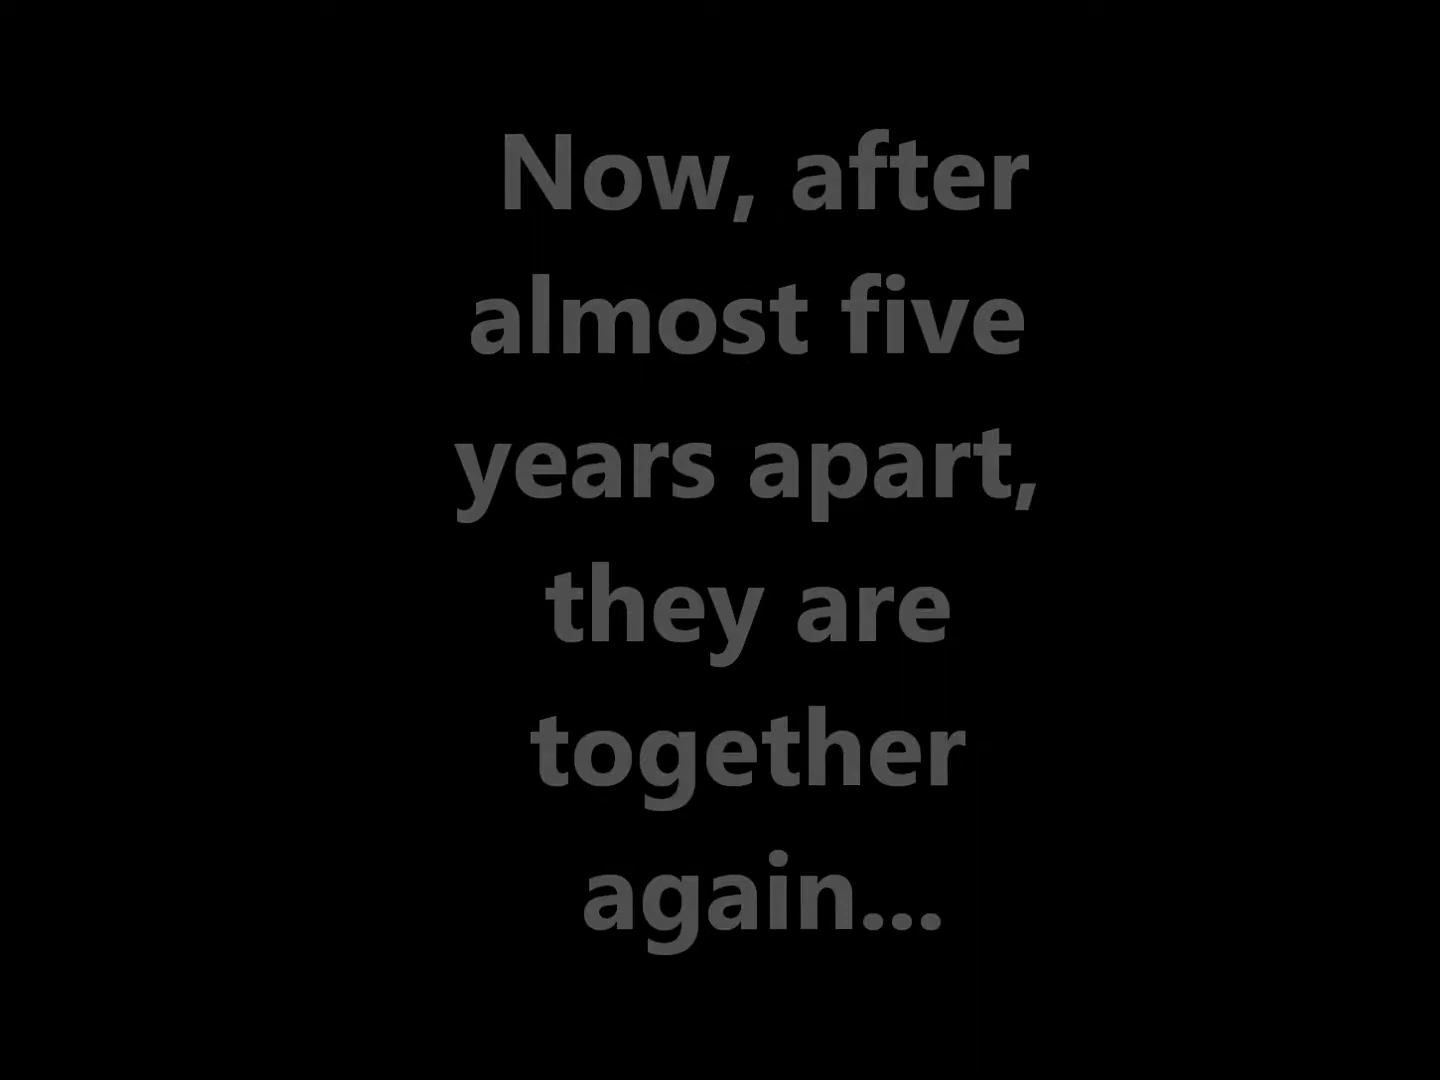 Now, after
almost five
years apart,
they are
together
again...